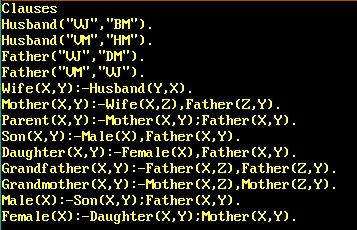 Clauses
Husband("VJ","BM").
Husband("VM","HM").
Father("VJ","DM").
Father("VM","VJ").
Wife(X,Y):-Husband(Y,X).
Mother(X,Y):-Wife(X,Z),Father(Z,Y).
Parent(X,Y):-Mother(X,Y);Father(X,Y).
Son(X,Y):-Male(X),Father(X,Y).
Daughter(X,Y):-Female(X),Father(X,Y).
Grandfather(X,Y):-Father(X,Z),Father(Z,Y).
Grandmother(X,Y):-Mother(X,Z),Mother(Z,Y).
Male(X):-Son(X,Y);Father(X,Y).
Female(X):-Daughter(X,Y);Mother(X,Y).